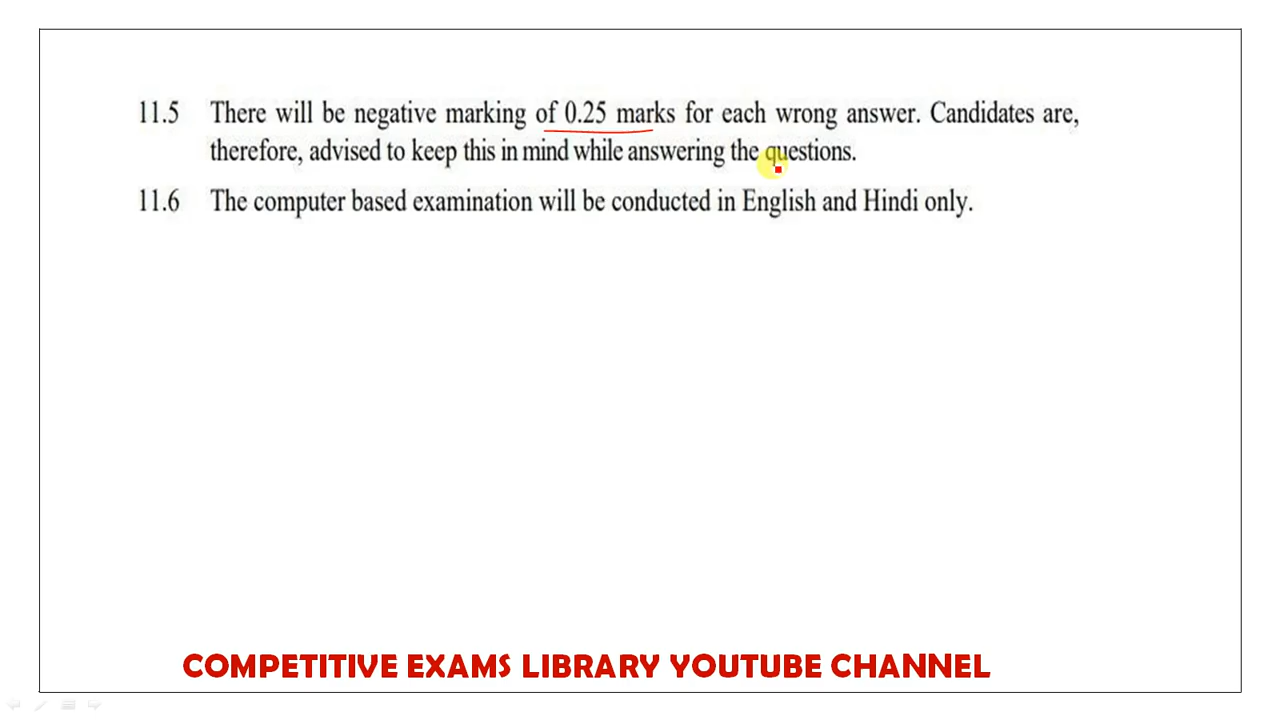 11.5 There will be negative marking of 0.25 marks for each wrong answer. Candidates are,
therefore, advised to keep this in mind while answering the questions.
11.6 The computer based examination will be conducted in English and Hindi only.
COMPETITIVE EXAMS LIBRARY YOUTUBE CHANNEL